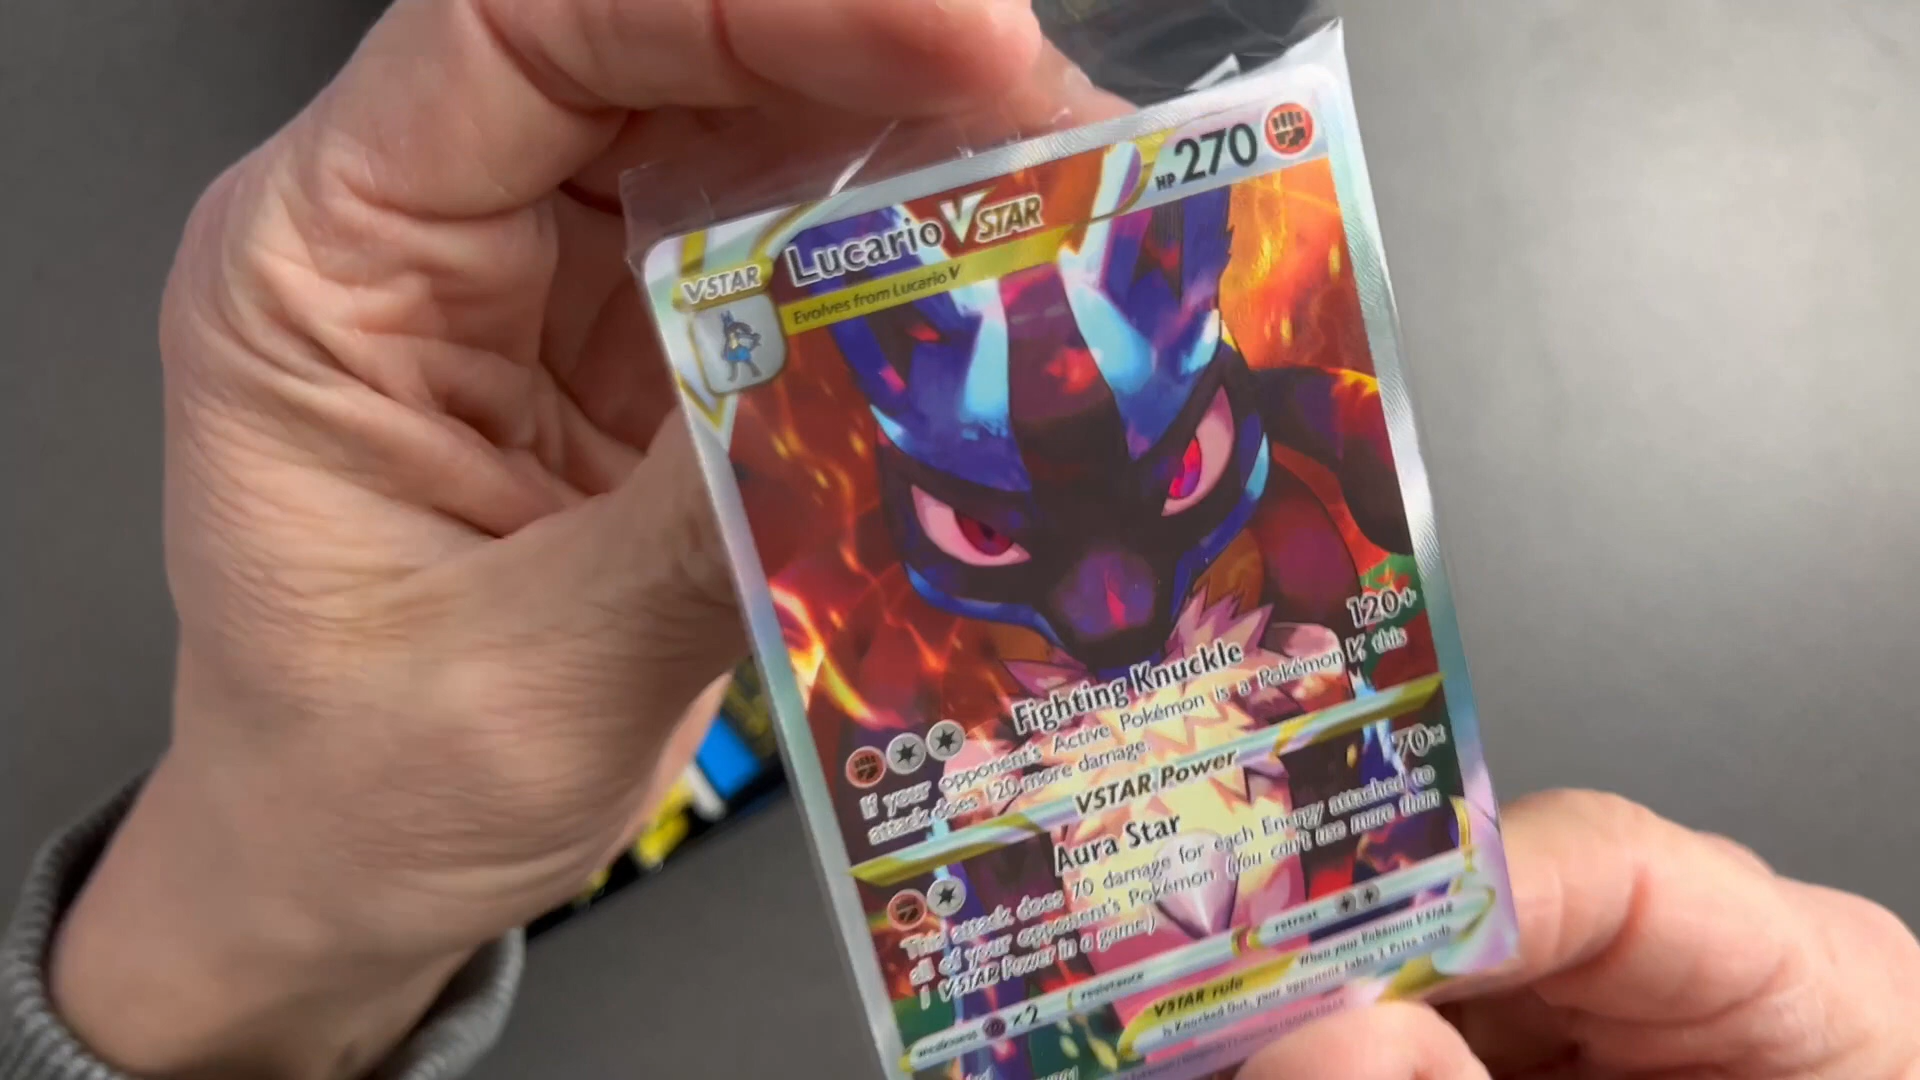 HP 270
Lucario VSTAR
VSTAR
Evolves from Lucario V
Fighting Knuckle 120+
If your opponent's Active Pokémon is a Pokémon V, this
attack does 120 more damage.
VSTAR Power
Aura Star 70×
This attack does 70 damage for each Energy attached to
all of your opponent's Pokémon. (You can't use more than
1 VSTAR Power in a game.)
weakness ×2 resistance retreat
VSTAR rule When your Pokémon VSTAR
is Knocked Out, your opponent takes 2 Prize cards.